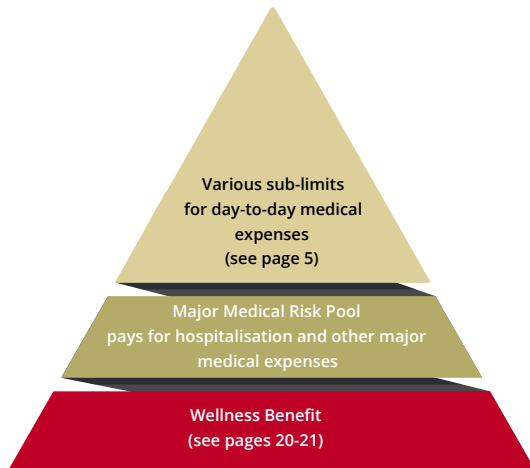 Various sub-limits
for day-to-day medical
expenses
(see page 5)
Major Medical Risk Pool
pays for hospitalisation and other major
medical expenses
Wellness Benefit
(see pages 20-21)